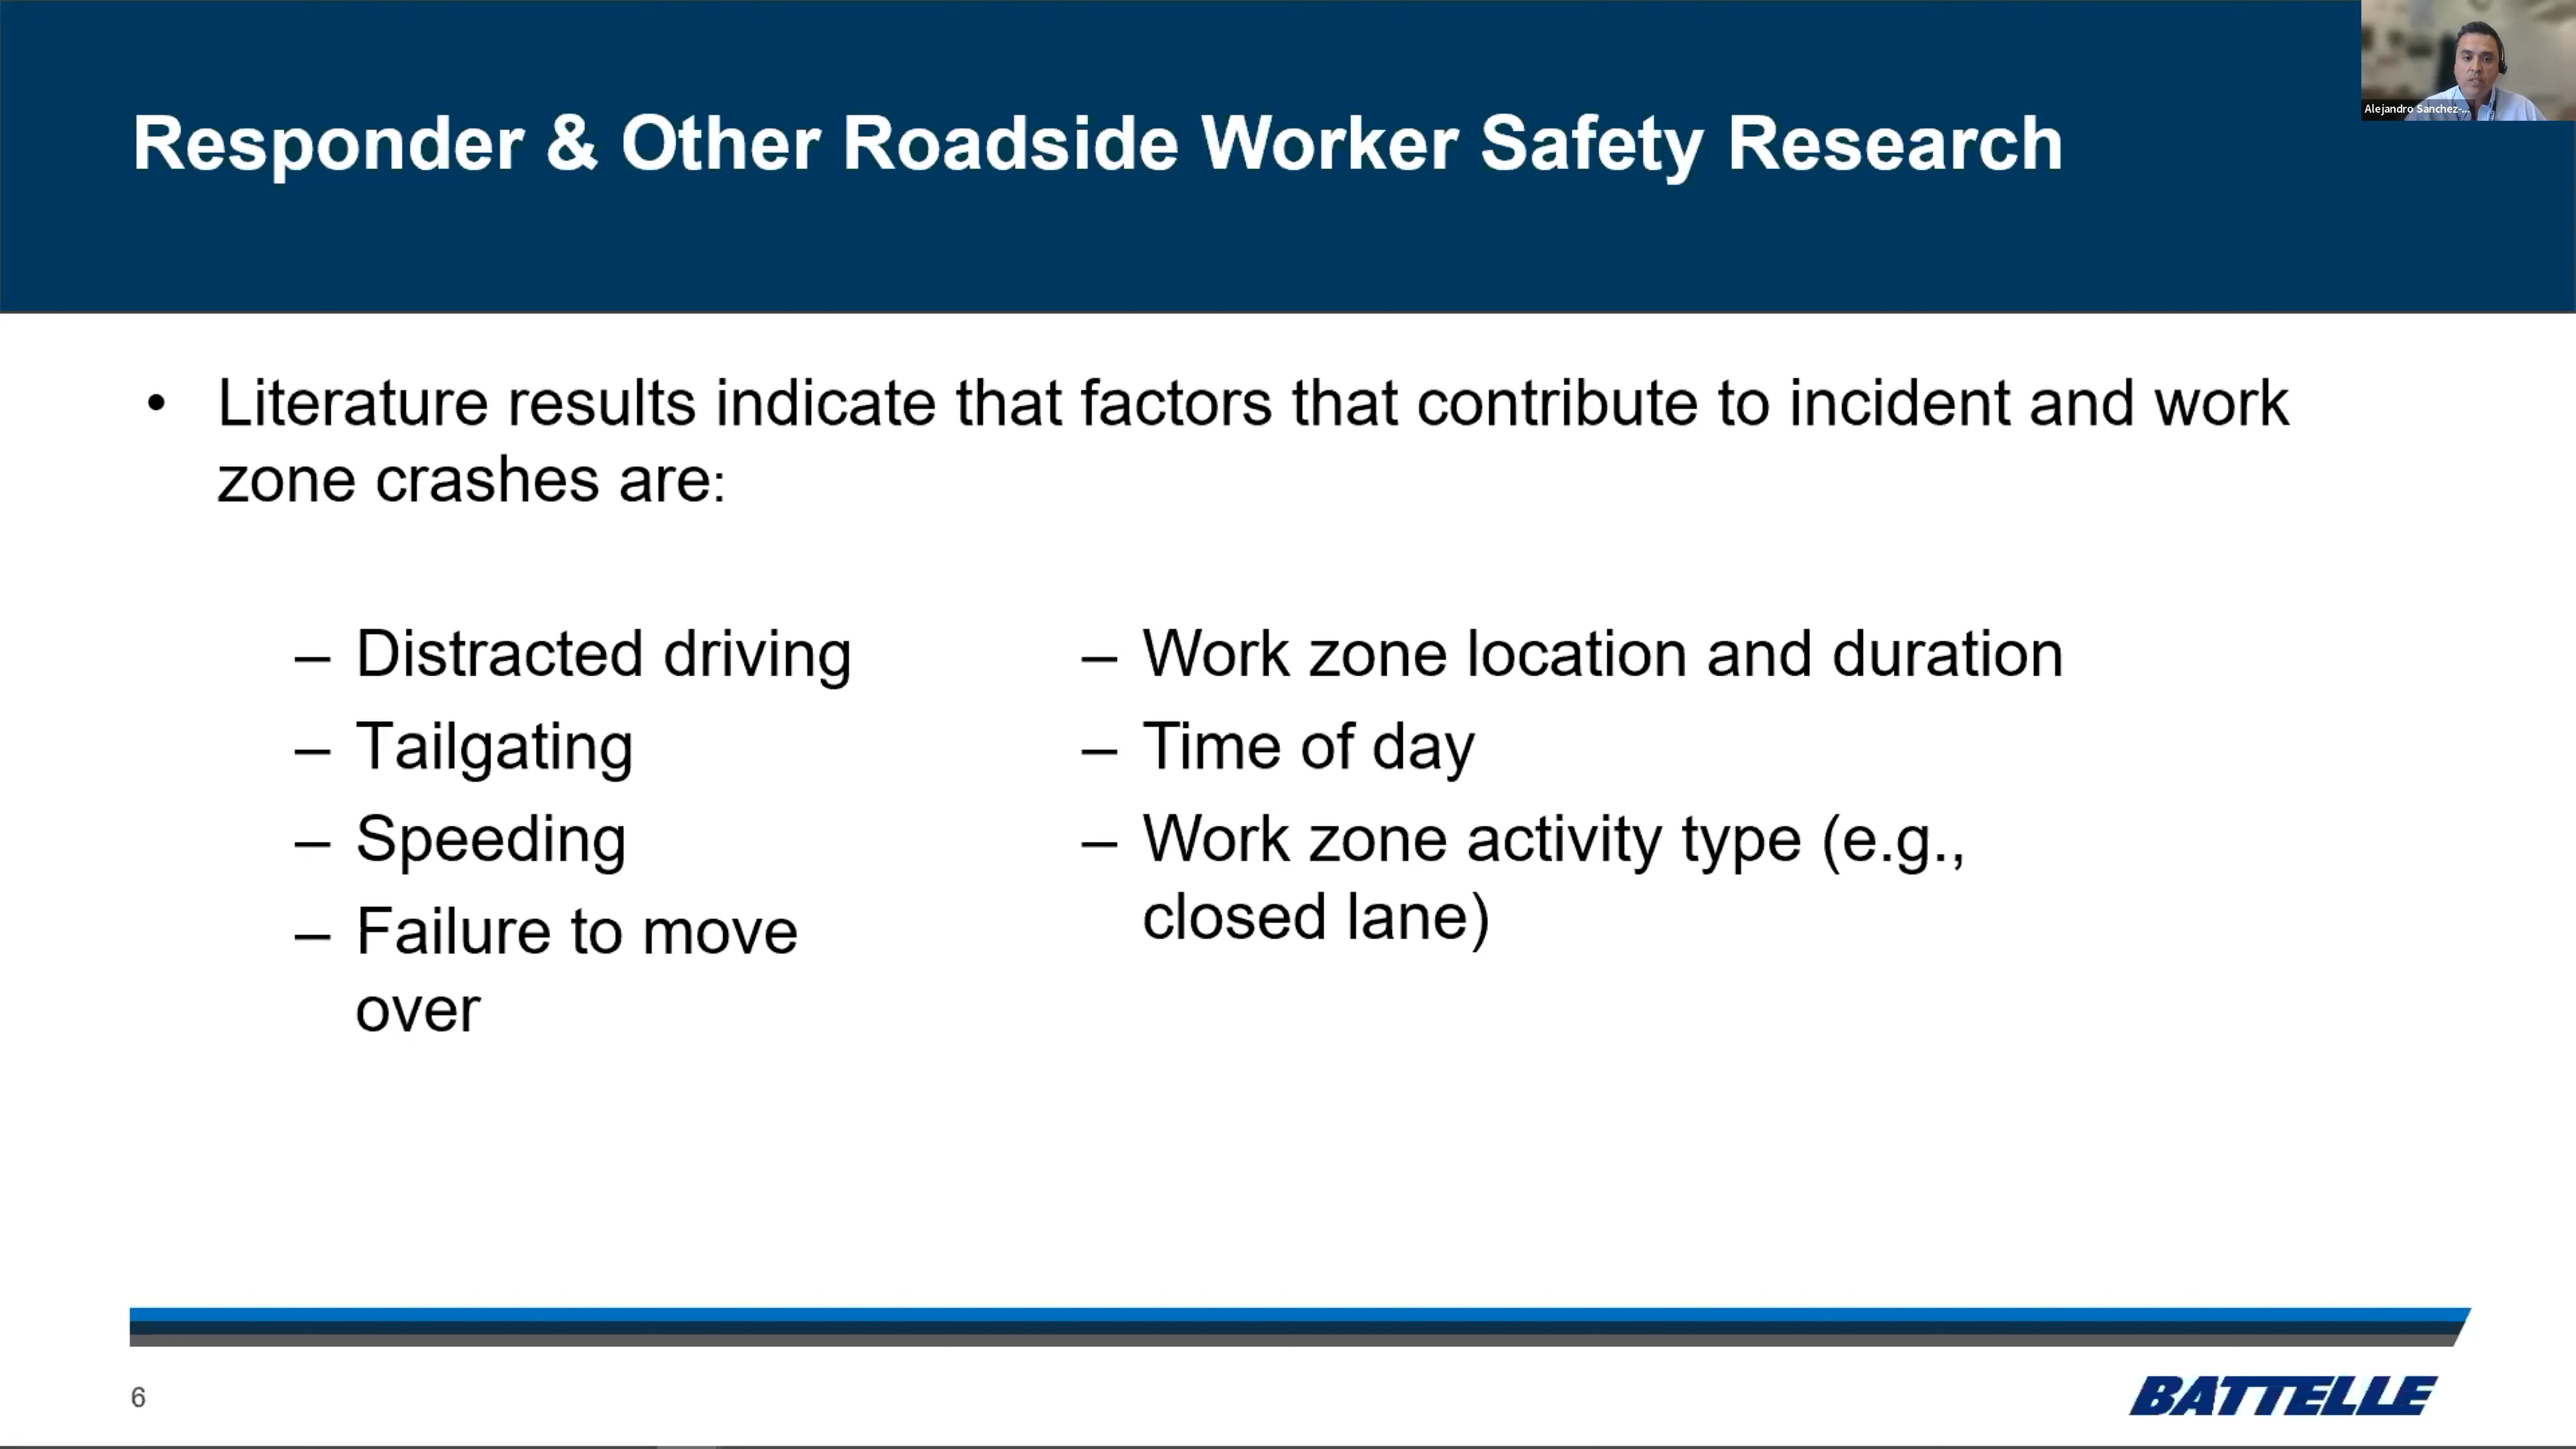 Responder & Other Roadside Worker Safety Research
Alejandro Sanchez-...
• Literature results indicate that factors that contribute to incident and work
zone crashes are:
– Distracted driving
– Tailgating
– Speeding
– Failure to move
over
– Work zone location and duration
– Time of day
– Work zone activity type (e.g.,
closed lane)
6
BATTELLE